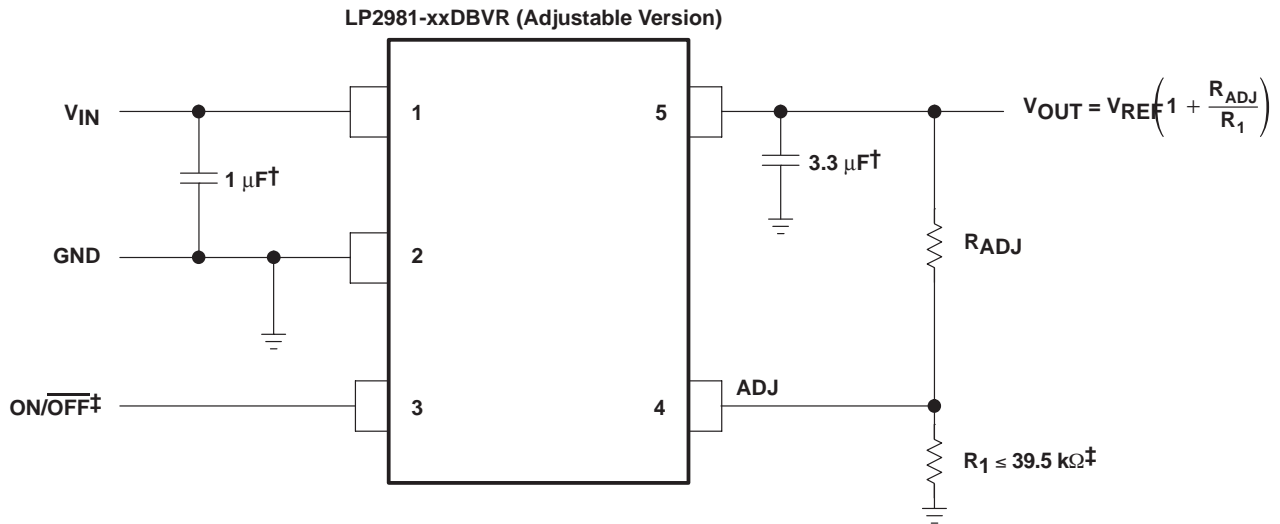 LP2981-xxDBVR (Adjustable Version)
VIN
1
5
VOUT = VREF(1 + RADJ/R1)
1 μF†
3.3 μF†
GND
2
RADJ
ON/O̅F̅F̅‡
3
4
ADJ
R1 ≤ 39.5 kΩ‡